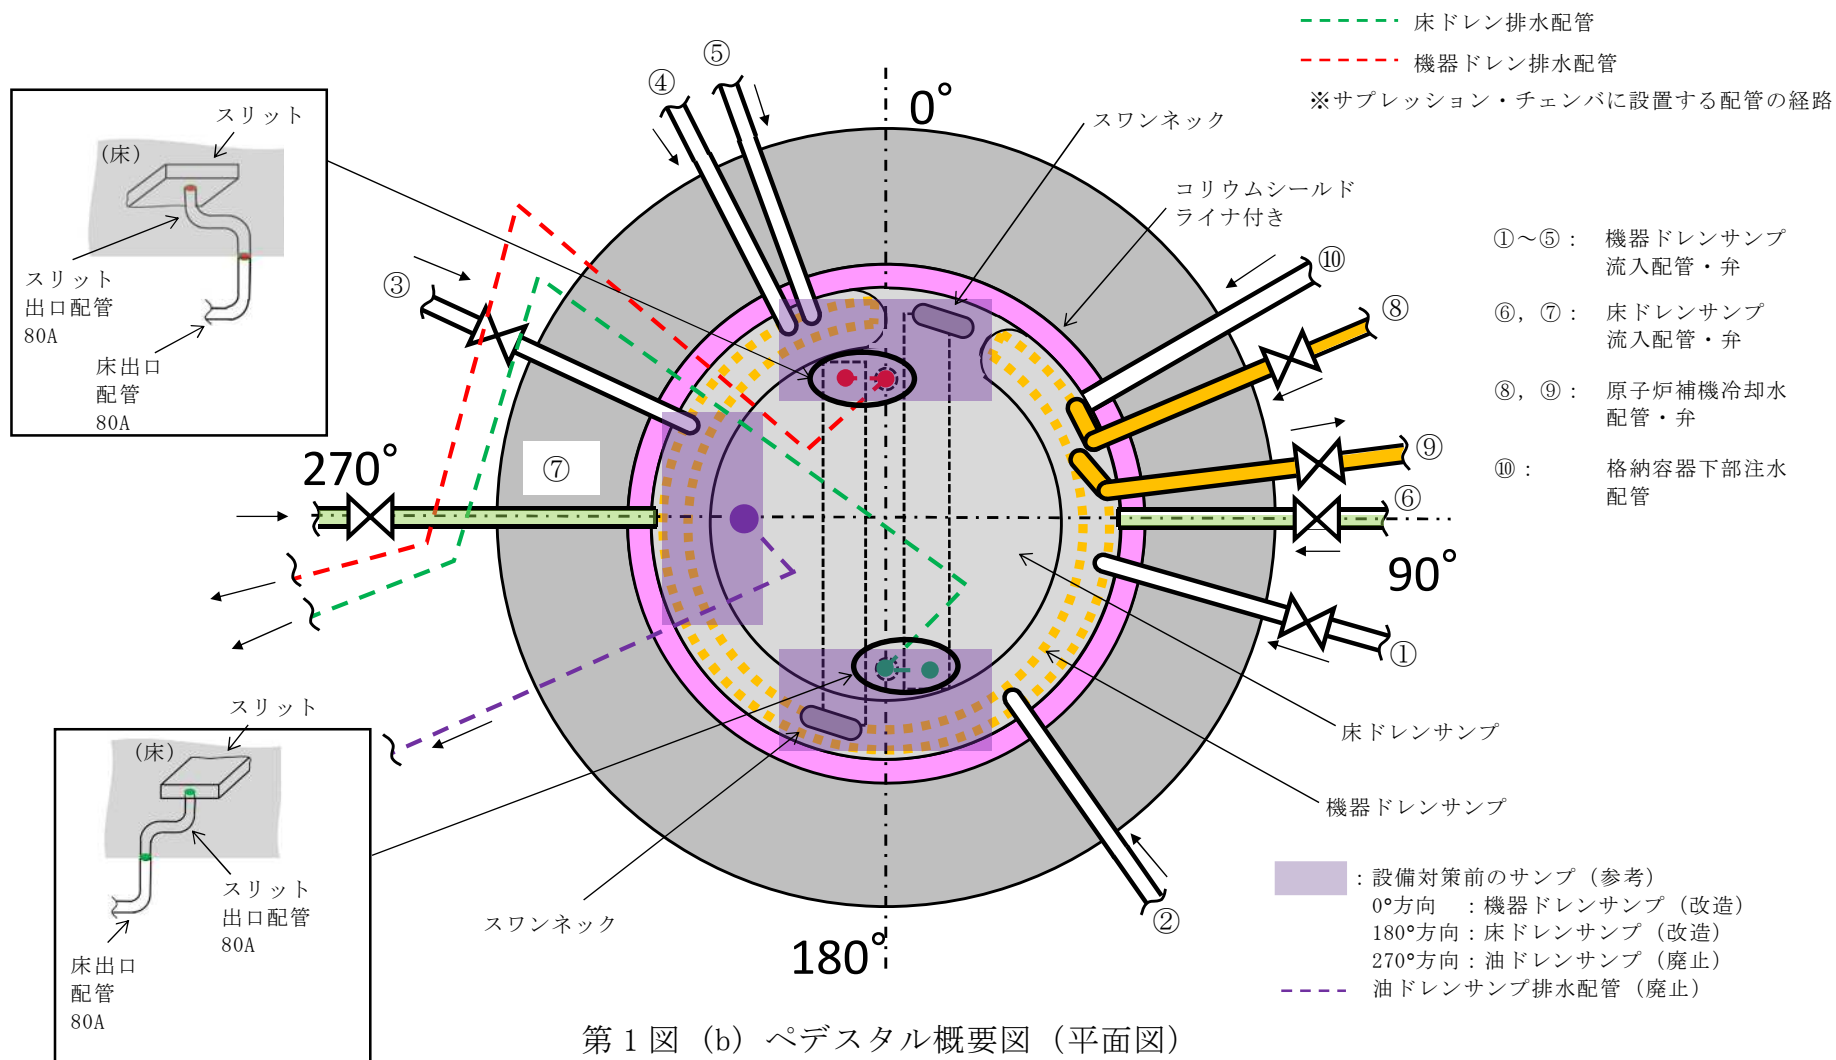 床ドレン排水配管
機器ドレン排水配管
※サプレッション・チェンバに設置する配管の経路
⑤
④
0°
スワンネック
スリット
(床)
スリット
出口配管
80A
床出口
配管
80A
コリウムシールド
ライナ付き
③
⑩
⑧
①～⑤： 機器ドレンサンプ
流入配管・弁
⑥，⑦： 床ドレンサンプ
流入配管・弁
⑧，⑨： 原子炉補機冷却水
配管・弁
⑩： 格納容器下部注水
配管
270°
⑦
⑨
⑥
90°
①
スリット
(床)
スリット
出口配管
80A
床出口
配管
80A
床ドレンサンプ
機器ドレンサンプ
スワンネック
②
180°
：設備対策前のサンプ（参考）
0°方向 ：機器ドレンサンプ（改造）
180°方向：床ドレンサンプ（改造）
270°方向：油ドレンサンプ（廃止）
油ドレンサンプ排水配管（廃止）
第１図（b）ペデスタル概要図（平面図）